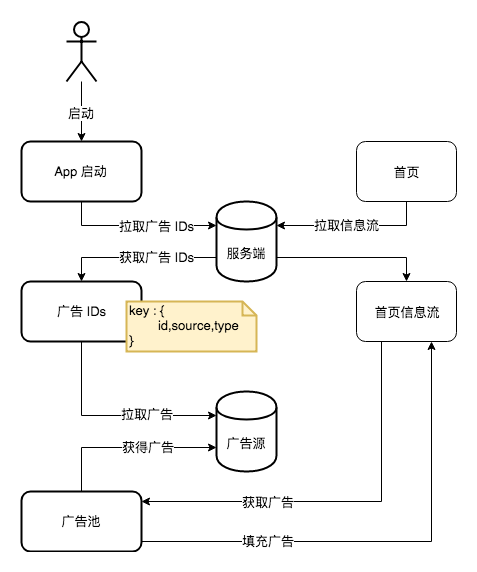 启动
App 启动
首页
拉取广告 IDs
拉取信息流
服务端
获取广告 IDs
广告 IDs
key : {
id,source,type
}
首页信息流
拉取广告
广告源
获得广告
获取广告
广告池
填充广告